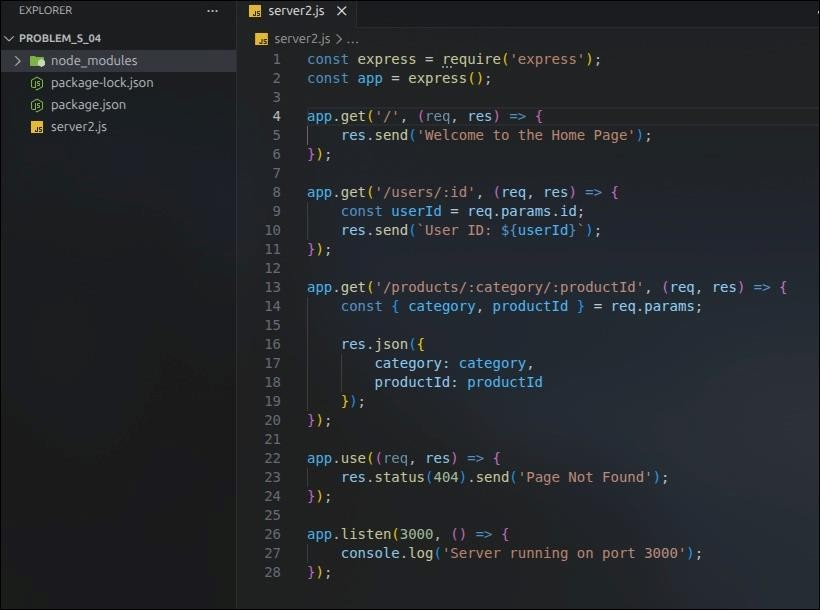 EXPLORER ...
PROBLEM_S_04
node_modules
package-lock.json
package.json
server2.js
server2.js
server2.js > ...
1 const express = require('express');
2 const app = express();
3
4 app.get('/', (req, res) => {
5     res.send('Welcome to the Home Page');
6 });
7
8 app.get('/users/:id', (req, res) => {
9     const userId = req.params.id;
10     res.send(`User ID: ${userId}`);
11 });
12
13 app.get('/products/:category/:productId', (req, res) => {
14     const { category, productId } = req.params;
15
16     res.json({
17         category: category,
18         productId: productId
19     });
20 });
21
22 app.use((req, res) => {
23     res.status(404).send('Page Not Found');
24 });
25
26 app.listen(3000, () => {
27     console.log('Server running on port 3000');
28 });